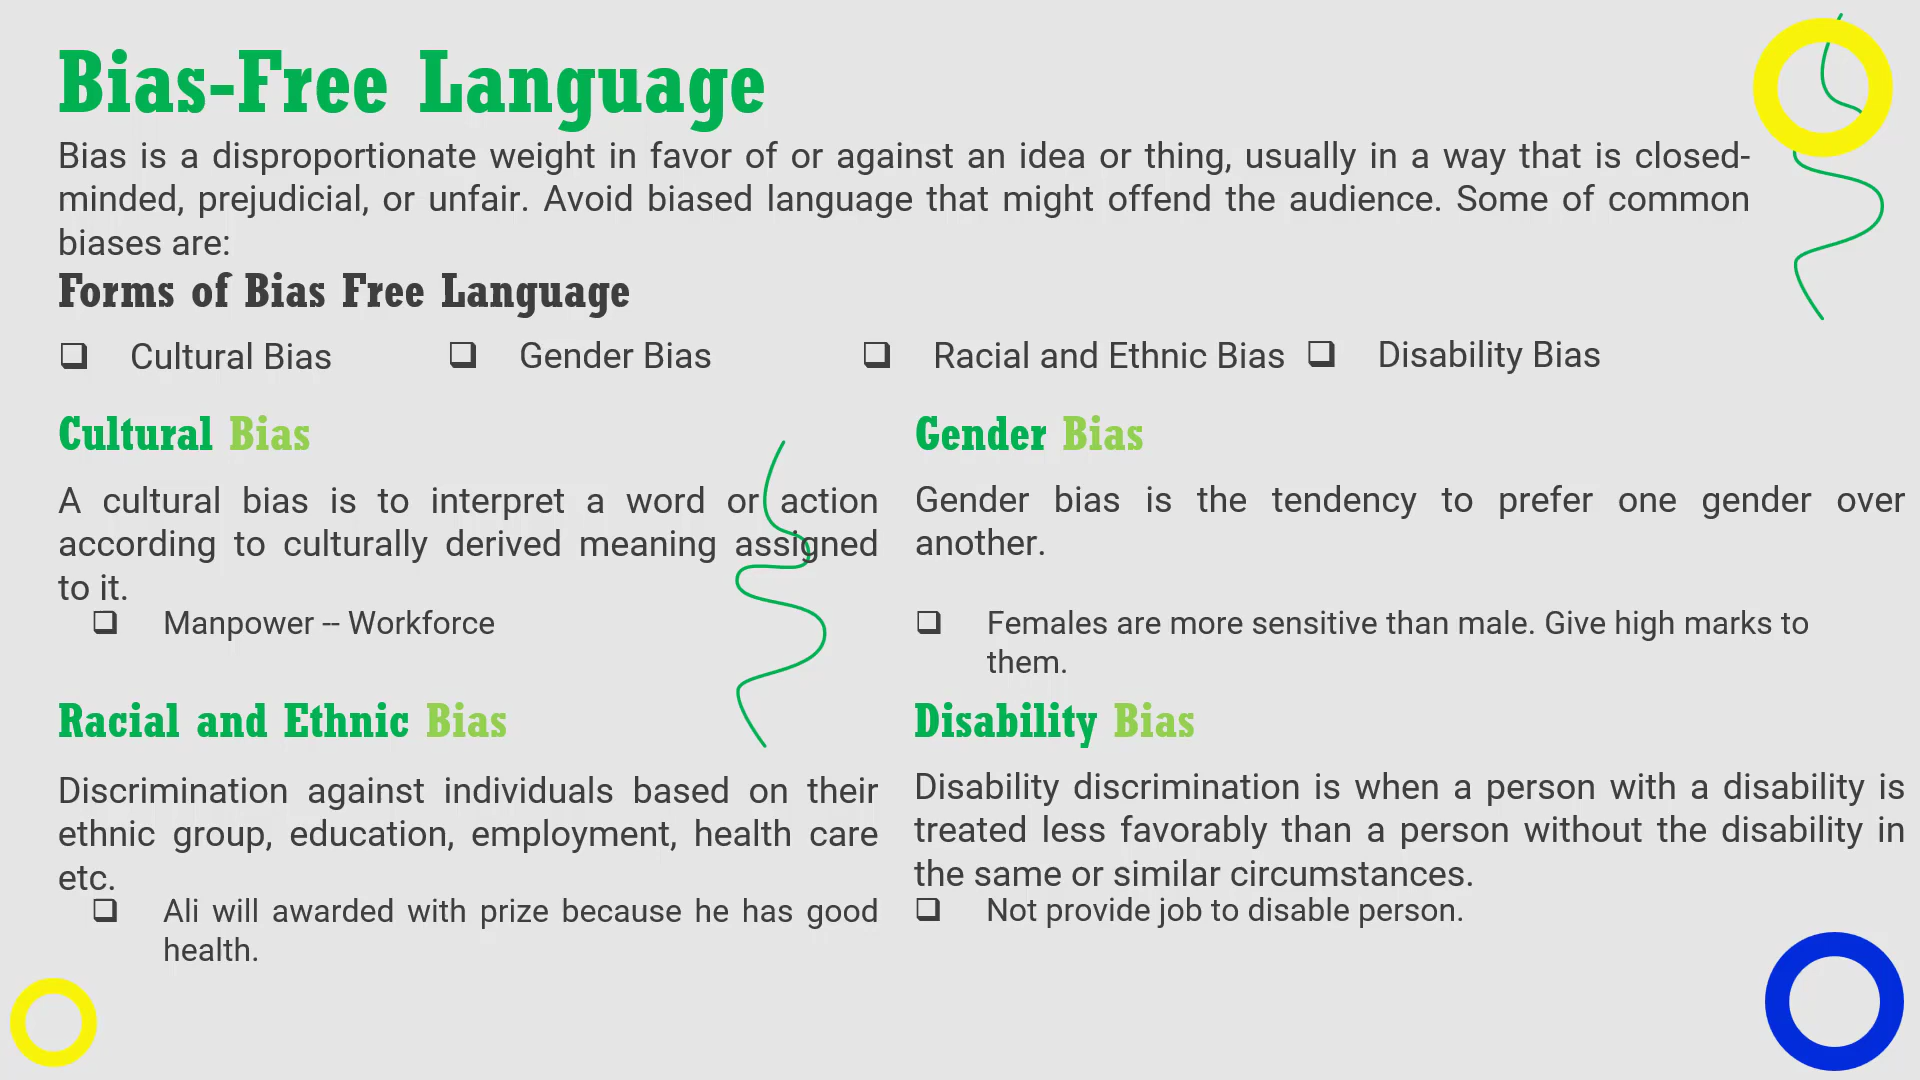 Bias-Free Language
Bias is a disproportionate weight in favor of or against an idea or thing, usually in a way that is closed-
minded, prejudicial, or unfair. Avoid biased language that might offend the audience. Some of common
biases are:
Forms of Bias Free Language
❑ Cultural Bias ❑ Gender Bias ❑ Racial and Ethnic Bias ❑ Disability Bias
Cultural Bias
A cultural bias is to interpret a word or action
according to culturally derived meaning assigned
to it.
❑ Manpower -- Workforce
Gender Bias
Gender bias is the tendency to prefer one gender over
another.
❑ Females are more sensitive than male. Give high marks to
them.
Racial and Ethnic Bias
Discrimination against individuals based on their
ethnic group, education, employment, health care
etc.
❑ Ali will awarded with prize because he has good
health.
Disability Bias
Disability discrimination is when a person with a disability is
treated less favorably than a person without the disability in
the same or similar circumstances.
❑ Not provide job to disable person.